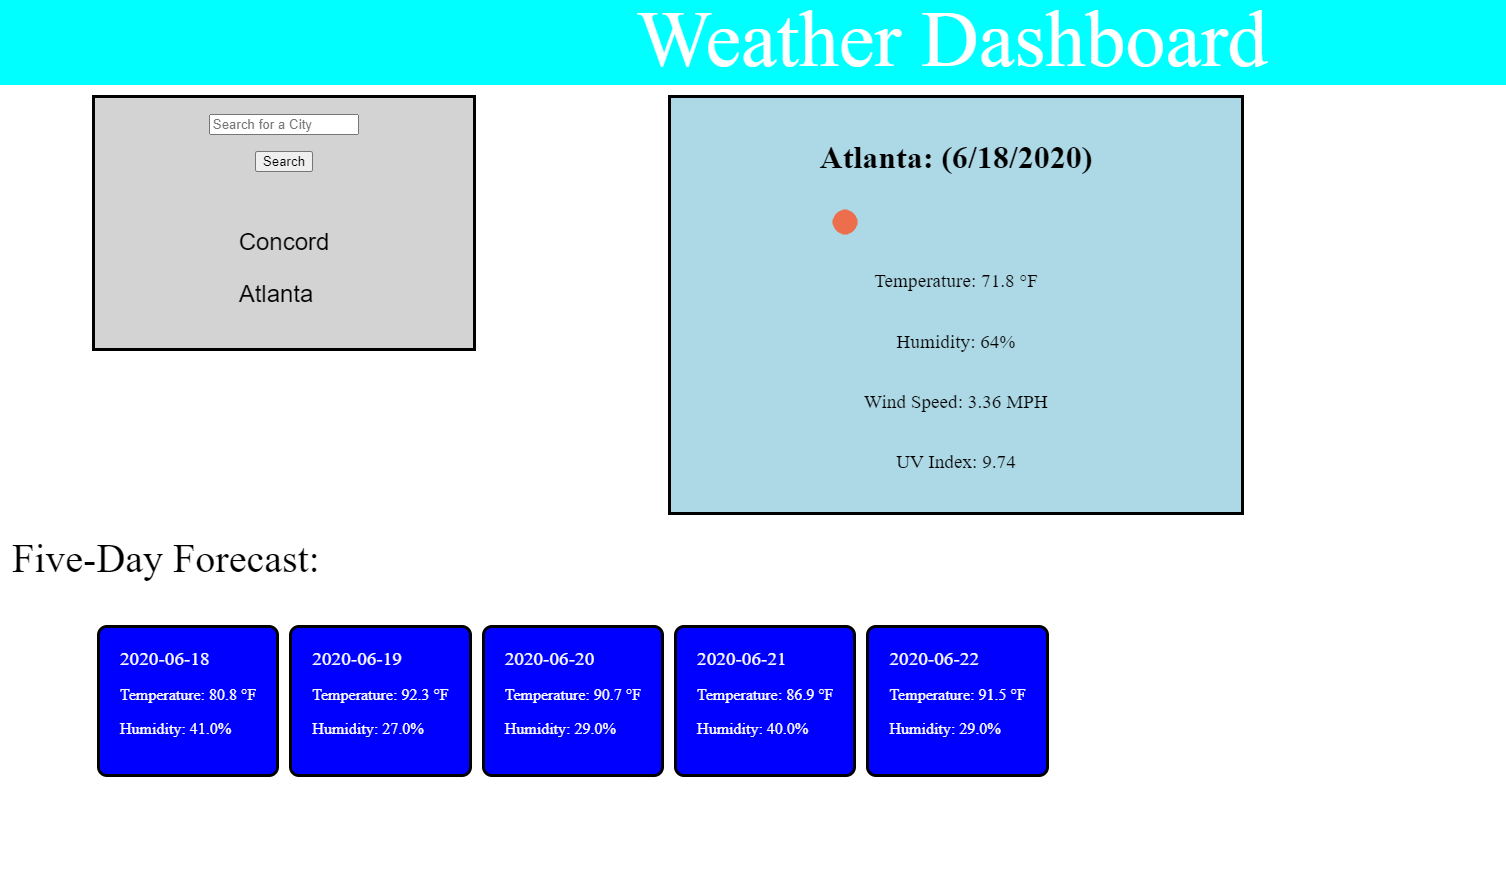 Weather Dashboard
Search for a City
Search
Concord
Atlanta
Atlanta: (6/18/2020)
Temperature: 71.8 °F
Humidity: 64%
Wind Speed: 3.36 MPH
UV Index: 9.74
Five-Day Forecast:
2020-06-18
Temperature: 80.8 °F
Humidity: 41.0%
2020-06-19
Temperature: 92.3 °F
Humidity: 27.0%
2020-06-20
Temperature: 90.7 °F
Humidity: 29.0%
2020-06-21
Temperature: 86.9 °F
Humidity: 40.0%
2020-06-22
Temperature: 91.5 °F
Humidity: 29.0%